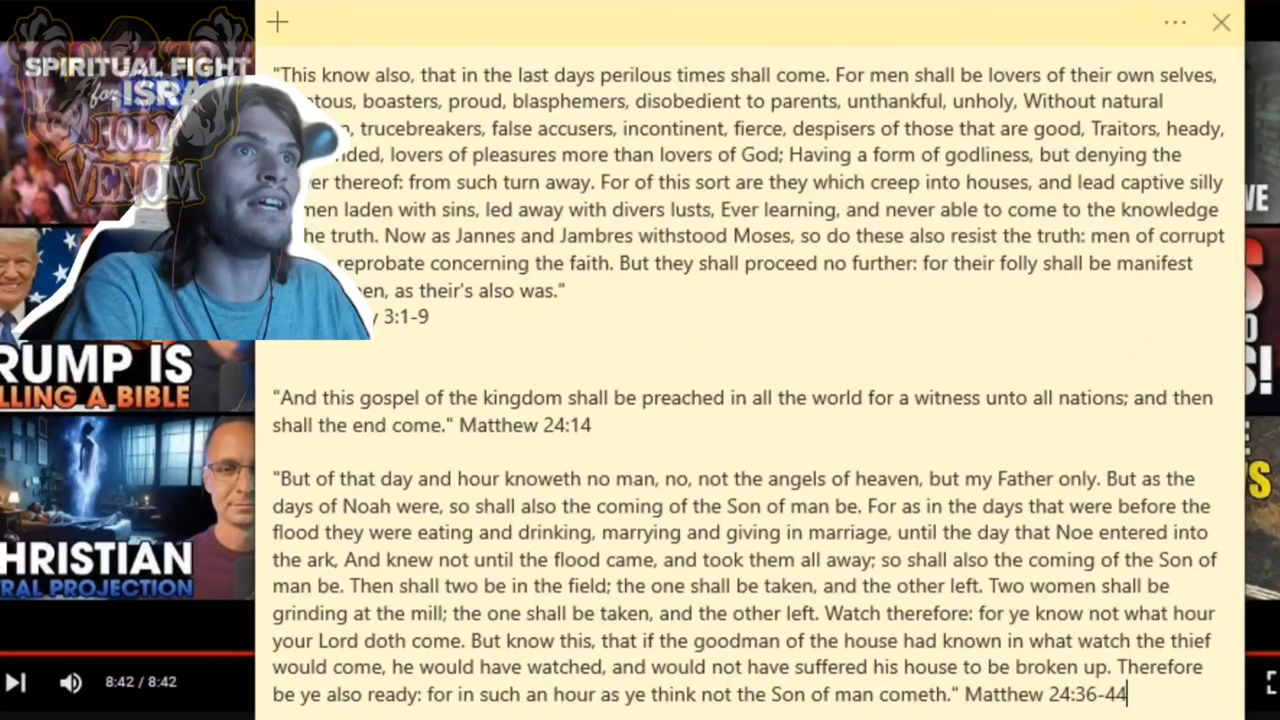 SPIRITUAL FIGHT
for ISRA
HOLY
VENOM
"This know also, that in the last days perilous times shall come. For men shall be lovers of their own selves,
boasters, proud, blasphemers, disobedient to parents, unthankful, unholy, Without natural
trucebreakers, false accusers, incontinent, fierce, despisers of those that are good, Traitors, heady,
lovers of pleasures more than lovers of God; Having a form of godliness, but denying the
er thereof: from such turn away. For of this sort are they which creep into houses, and lead captive silly
men laden with sins, led away with divers lusts, Ever learning, and never able to come to the knowledge
he truth. Now as Jannes and Jambres withstood Moses, so do these also resist the truth: men of corrupt
reprobate concerning the faith. But they shall proceed no further: for their folly shall be manifest
en, as their's also was."
y 3:1-9
"And this gospel of the kingdom shall be preached in all the world for a witness unto all nations; and then
shall the end come." Matthew 24:14
"But of that day and hour knoweth no man, no, not the angels of heaven, but my Father only. But as the
days of Noah were, so shall also the coming of the Son of man be. For as in the days that were before the
flood they were eating and drinking, marrying and giving in marriage, until the day that Noe entered into
the ark, And knew not until the flood came, and took them all away; so shall also the coming of the Son of
man be. Then shall two be in the field; the one shall be taken, and the other left. Two women shall be
grinding at the mill; the one shall be taken, and the other left. Watch therefore: for ye know not what hour
your Lord doth come. But know this, that if the goodman of the house had known in what watch the thief
would come, he would have watched, and would not have suffered his house to be broken up. Therefore
be ye also ready: for in such an hour as ye think not the Son of man cometh." Matthew 24:36-44
RUMP IS
LLING A BIBLE
HRISTIAN
RAL PROJECTION
8:42 / 8:42